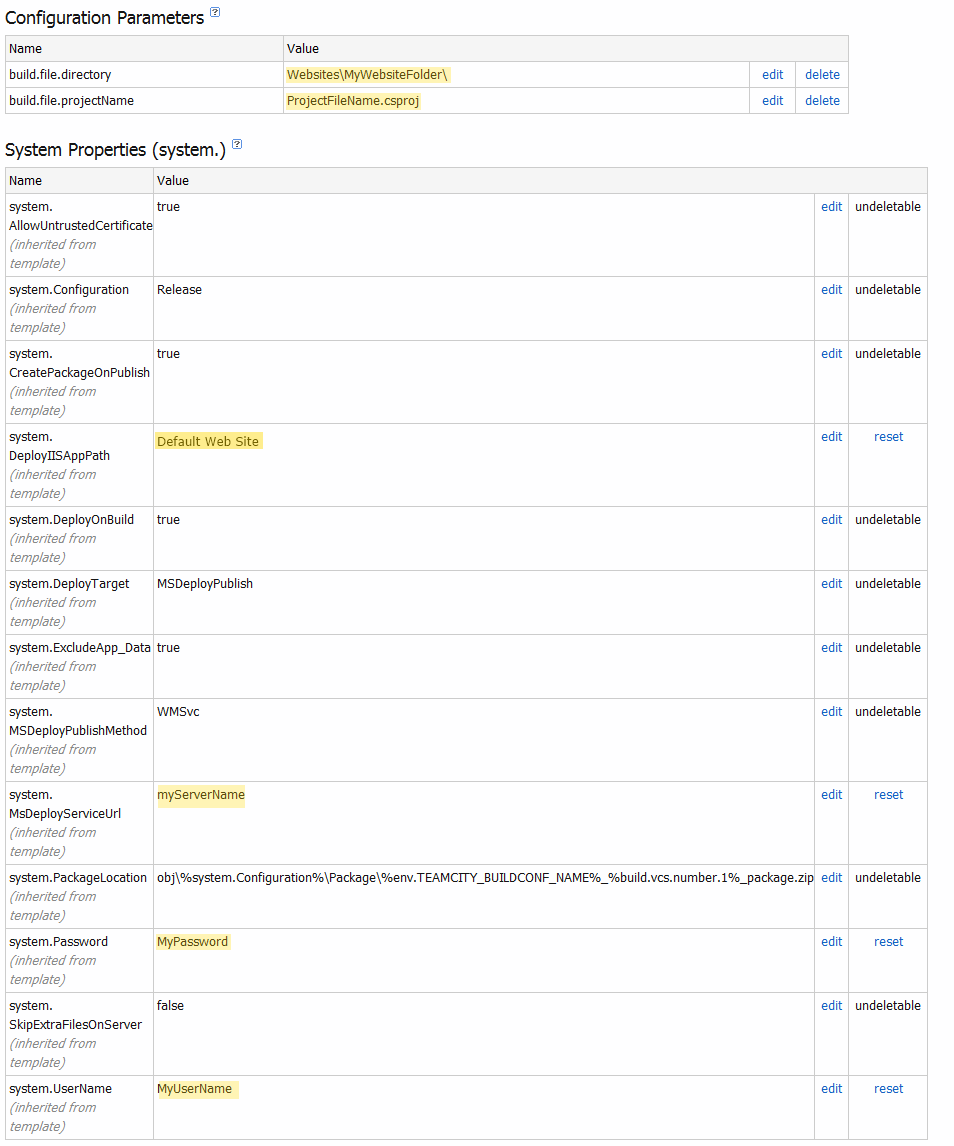 Configuration Parameters ?
Name Value
build.file.directory Websites\MyWebsiteFolder\ edit delete
build.file.projectName ProjectFileName.csproj edit delete
System Properties (system.) ?
Name Value
system. true edit undeletable
AllowUntrustedCertificate
(inherited from
template)
system.Configuration Release edit undeletable
(inherited from
template)
system. true edit undeletable
CreatePackageOnPublish
(inherited from
template)
system. Default Web Site edit reset
DeployIISAppPath
(inherited from
template)
system.DeployOnBuild true edit undeletable
(inherited from
template)
system.DeployTarget MSDeployPublish edit undeletable
(inherited from
template)
system.ExcludeApp_Data true edit undeletable
(inherited from
template)
system. WMSvc edit undeletable
MSDeployPublishMethod
(inherited from
template)
system. myServerName edit reset
MsDeployServiceUrl
(inherited from
template)
system.PackageLocation obj\%system.Configuration%\Package\%env.TEAMCITY_BUILDCONF_NAME%_%build.vcs.number.1%_package.zip edit undeletable
(inherited from
template)
system.Password MyPassword edit reset
(inherited from
template)
system. false edit undeletable
SkipExtraFilesOnServer
(inherited from
template)
system.UserName MyUserName edit reset
(inherited from
template)